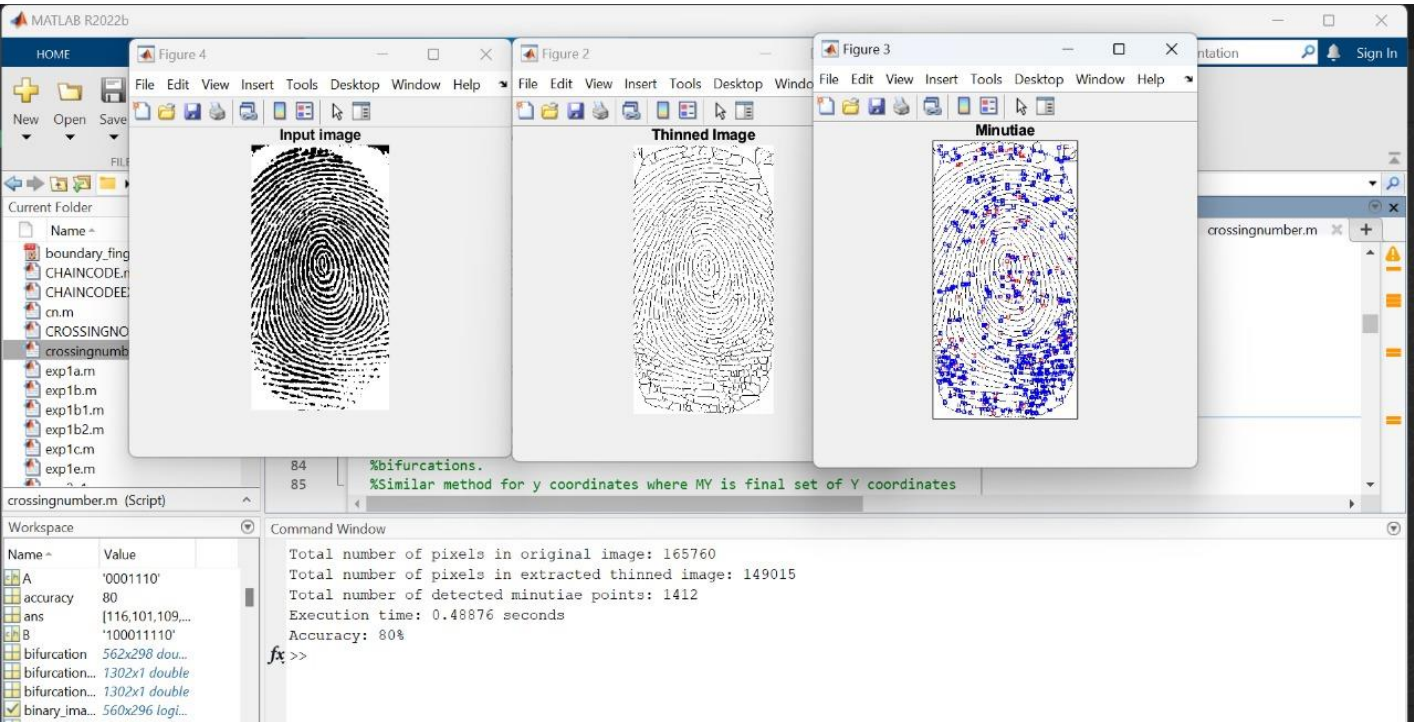 MATLAB R2022b
HOME
ntation
Sign In
New
Open
Save
FILE
Figure 4
File Edit View Insert Tools Desktop Window Help
Input image
Figure 2
File Edit View Insert Tools Desktop Windo
Thinned Image
Figure 3
File Edit View Insert Tools Desktop Window Help
Minutiae
Current Folder
Name
boundary_fing
CHAINCODE.m
CHAINCODEE
cn.m
CROSSINGNO
crossingnumb
exp1a.m
exp1b.m
exp1b1.m
exp1b2.m
exp1c.m
exp1e.m
crossingnumber.m (Script)
crossingnumber.m
84 %bifurcations.
85 %Similar method for y coordinates where MY is final set of Y coordinates
Workspace
Name Value
A '0001110'
accuracy 80
ans [116,101,109,...
B '100011110'
bifurcation 562x298 dou...
bifurcation... 1302x1 double
bifurcation... 1302x1 double
binary_ima... 560x296 logi...
Command Window
Total number of pixels in original image: 165760
Total number of pixels in extracted thinned image: 149015
Total number of detected minutiae points: 1412
Execution time: 0.48876 seconds
Accuracy: 80%
fx >>